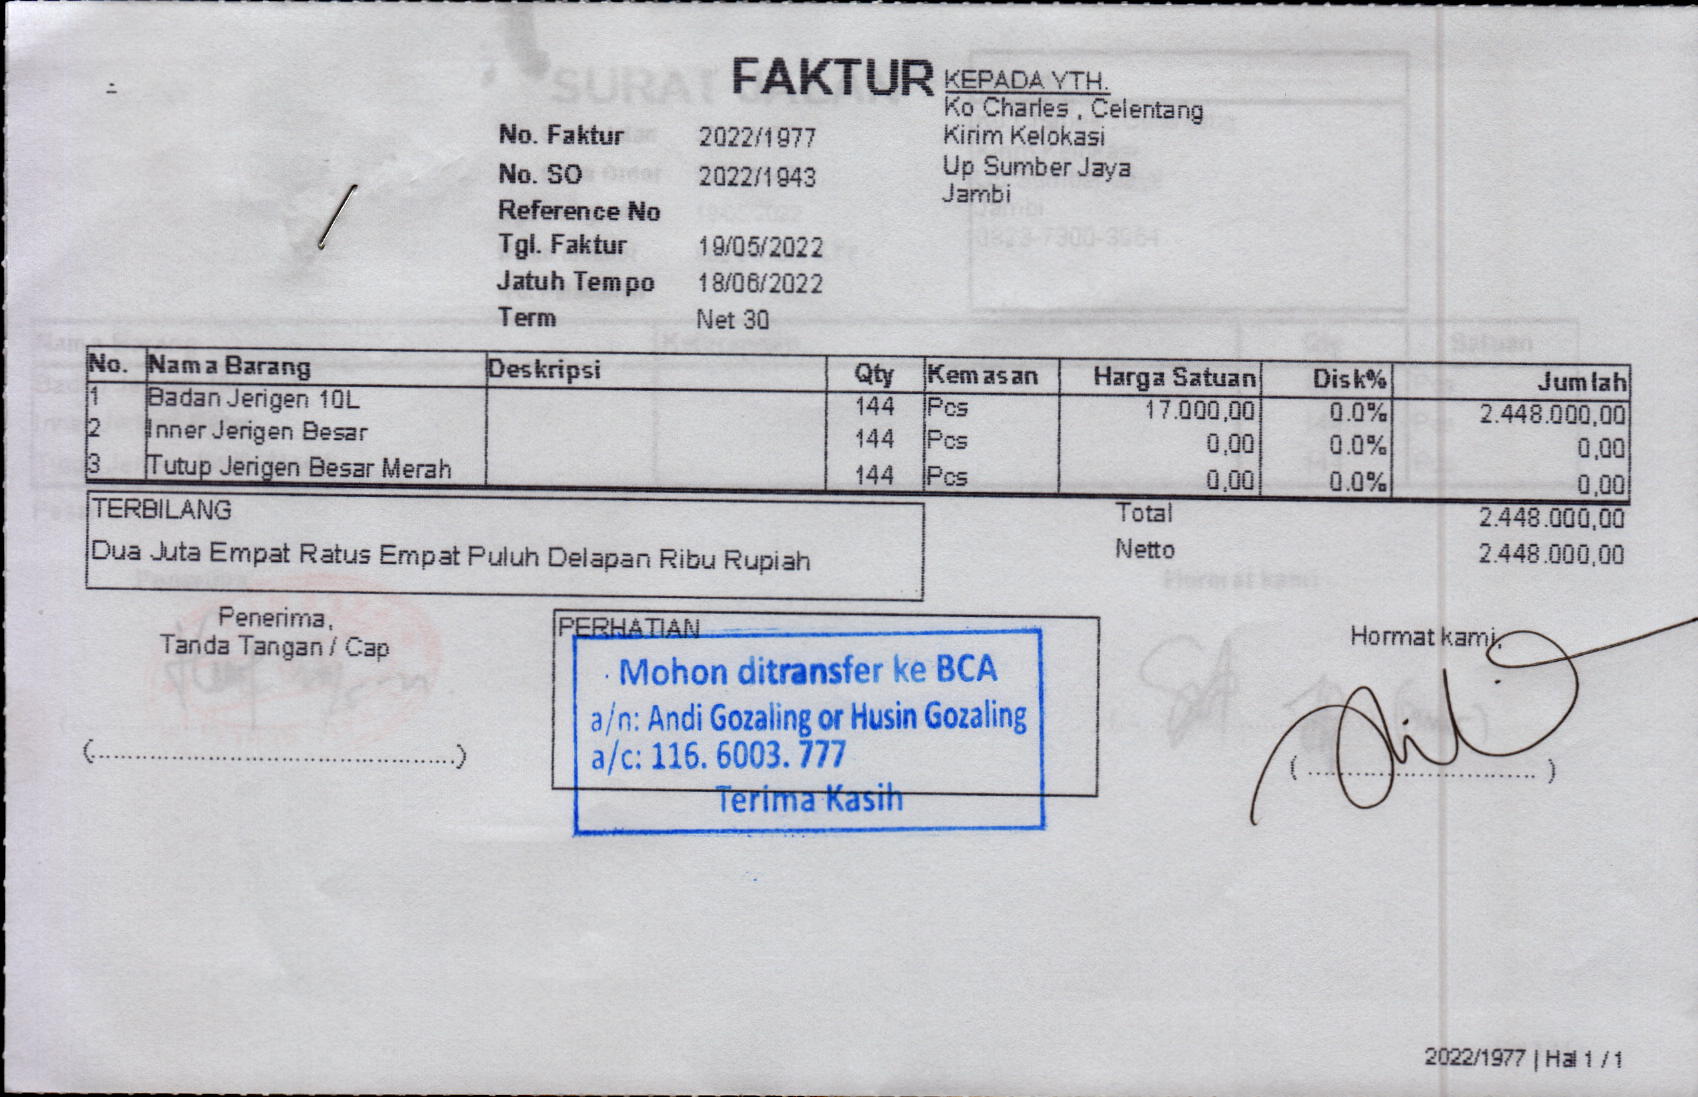 FAKTUR
KEPADA YTH.
Ko Charles , Celentang
Kirim Kelokasi
Up Sumber Jaya
Jambi
No. Faktur 2022/1977
No. SO 2022/1943
Reference No
Tgl. Faktur 19/05/2022
Jatuh Tempo 18/06/2022
Term Net 30
No. Nama Barang Deskripsi Qty Kemasan Harga Satuan Disk% Jumlah
1 Badan Jerigen 10L 144 Pcs 17.000,00 0.0% 2.448.000,00
2 Inner Jerigen Besar 144 Pcs 0,00 0.0% 0,00
3 Tutup Jerigen Besar Merah 144 Pcs 0,00 0.0% 0,00
TERBILANG
Dua Juta Empat Ratus Empat Puluh Delapan Ribu Rupiah
Total 2.448.000,00
Netto 2.448.000,00
Penerima,
Tanda Tangan / Cap
(..............................................)
PERHATIAN
Mohon ditransfer ke BCA
a/n: Andi Gozaling or Husin Gozaling
a/c: 116. 6003. 777
Terima Kasih
Hormat kami,
( ............................ )
2022/1977 | Hal 1 / 1